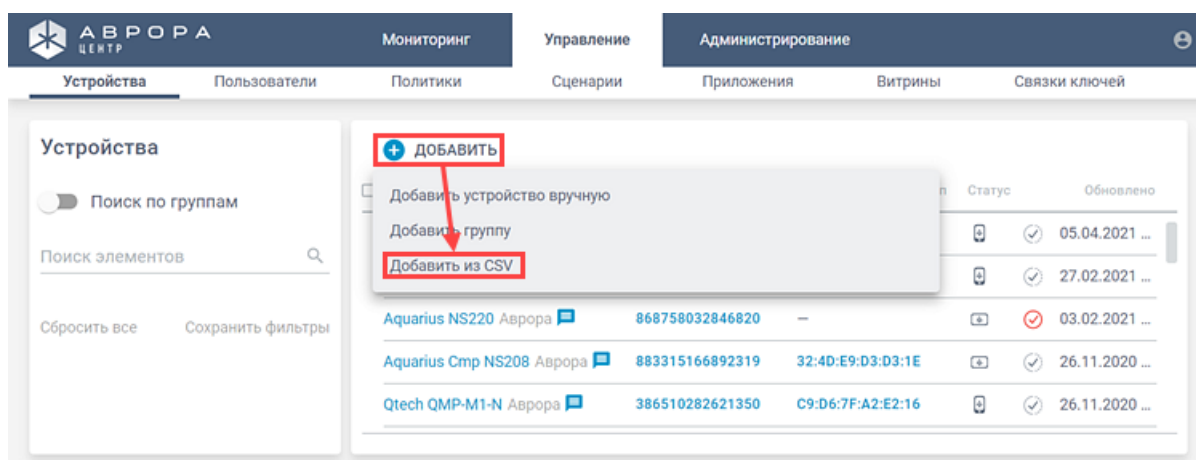 АВРОРА
ЦЕНТР
Мониторинг Управление Администрирование
Устройства Пользователи Политики Сценарии Приложения Витрины Связки ключей
Устройства
Поиск по группам
Поиск элементов
Сбросить все Сохранить фильтры
ДОБАВИТЬ
Добавить устройство вручную
Добавить группу
Добавить из CSV
Статус Обновлено
05.04.2021 ...
27.02.2021 ...
Aquarius NS220 Аврора 868758032846820 — 03.02.2021 ...
Aquarius Cmp NS208 Аврора 883315166892319 32:4D:E9:D3:D3:1E 26.11.2020 ...
Qtech QMP-M1-N Аврора 386510282621350 C9:D6:7F:A2:E2:16 26.11.2020 ...